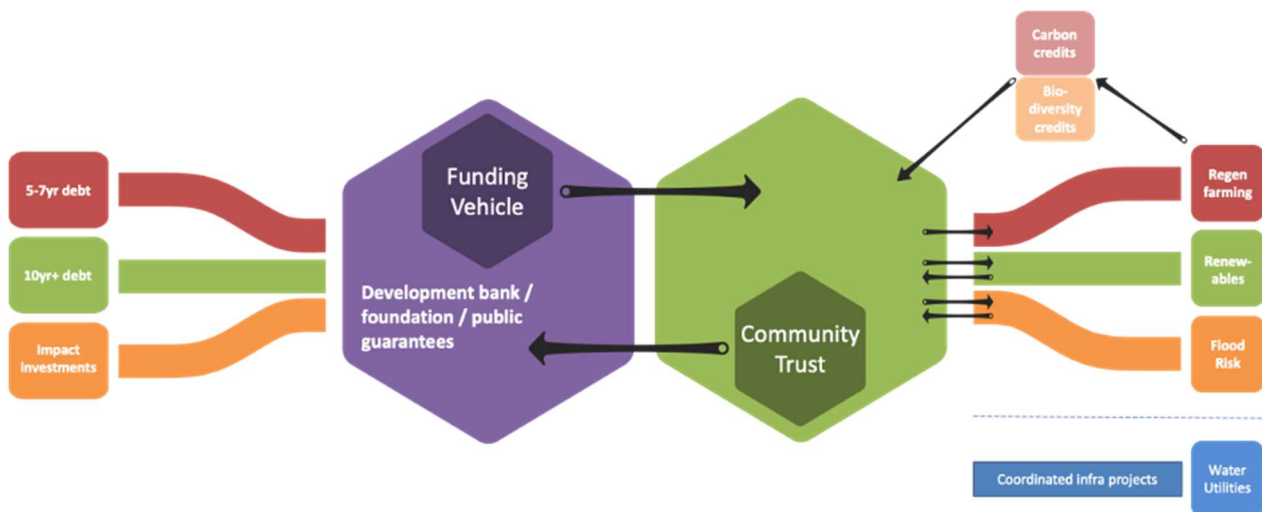 Carbon
credits
Bio-
diversity
credits
5-7yr debt
10yr+ debt
Impact
investments
Funding
Vehicle
Development bank /
foundation / public
guarantees
Community
Trust
Regen
farming
Renew-
ables
Flood
Risk
Coordinated infra projects
Water
Utilities